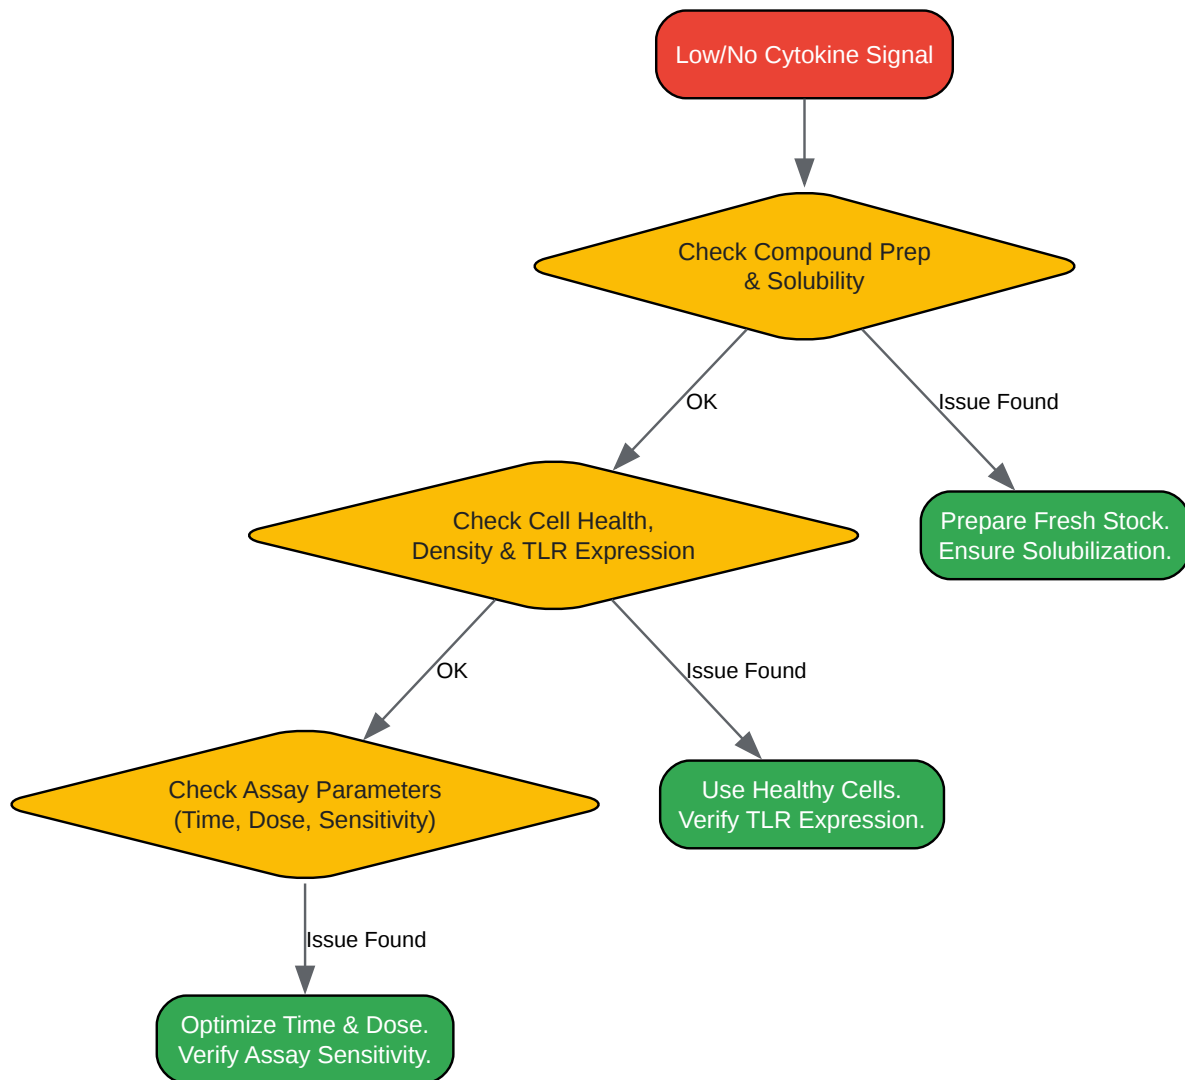 Low/No Cytokine Signal
Check Compound Prep
& Solubility
OK
Issue Found
Check Cell Health,
Density & TLR Expression
Prepare Fresh Stock.
Ensure Solubilization.
OK
Issue Found
Check Assay Parameters
(Time, Dose, Sensitivity)
Use Healthy Cells.
Verify TLR Expression.
Issue Found
Optimize Time & Dose.
Verify Assay Sensitivity.